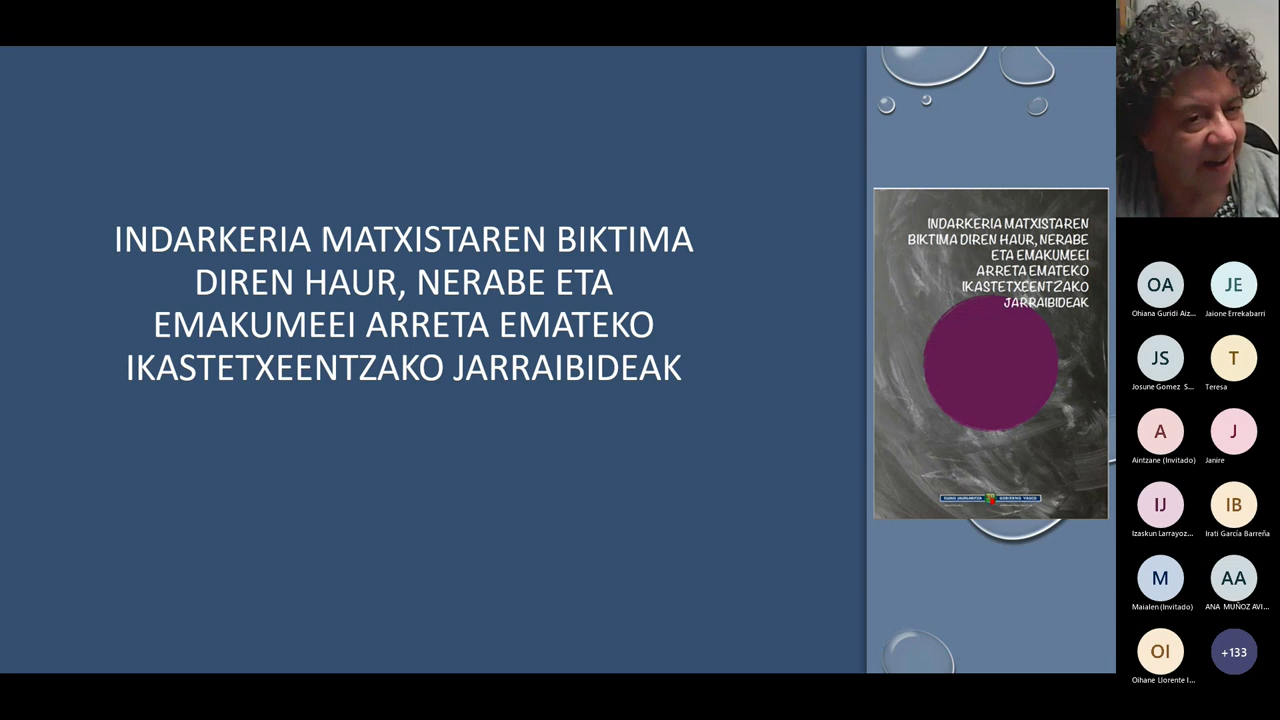 INDARKERIA MATXISTAREN BIKTIMA
DIREN HAUR, NERABE ETA
EMAKUMEEI ARRETA EMATEKO
IKASTETXEENTZAKO JARRAIBIDEAK
INDARKERIA MATXISTAREN
BIKTIMA DIREN HAUR, NERABE
ETA EMAKUMEEI
ARRETA EMATEKO
IKASTETXEENTZAKO
JARRAIBIDEAK
EUSKO JAURLARITZA
GOBIERNO VASCO
OA
Ohiana Guridi Aiz...
JE
Jaione Errekabarri
JS
Josune Gomez S...
T
Teresa
A
Aintzane (Invitado)
J
Janire
IJ
Izaskun Larrayoz...
IB
Irati García Barreña
M
Maialen (Invitado)
AA
ANA MUÑOZ AVI...
OI
Oihane Llorente I...
+133